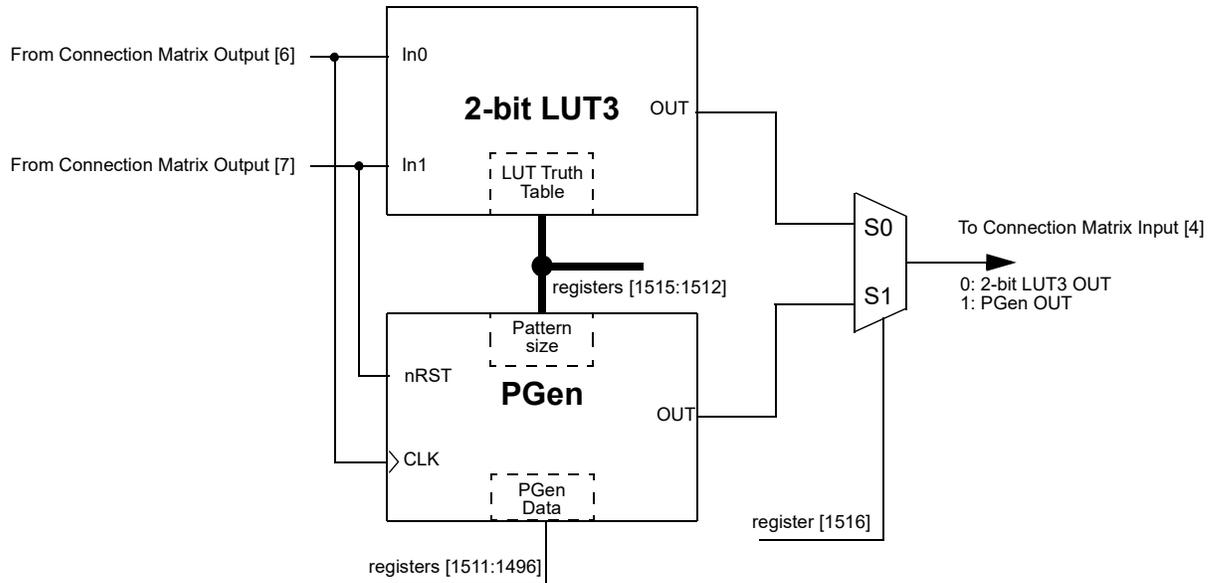 From Connection Matrix Output [6]
In0
2-bit LUT3
OUT
From Connection Matrix Output [7]
In1
LUT Truth
Table
S0
To Connection Matrix Input [4]
0: 2-bit LUT3 OUT
1: PGen OUT
S1
registers [1515:1512]
Pattern
size
nRST
PGen
OUT
CLK
PGen
Data
register [1516]
registers [1511:1496]